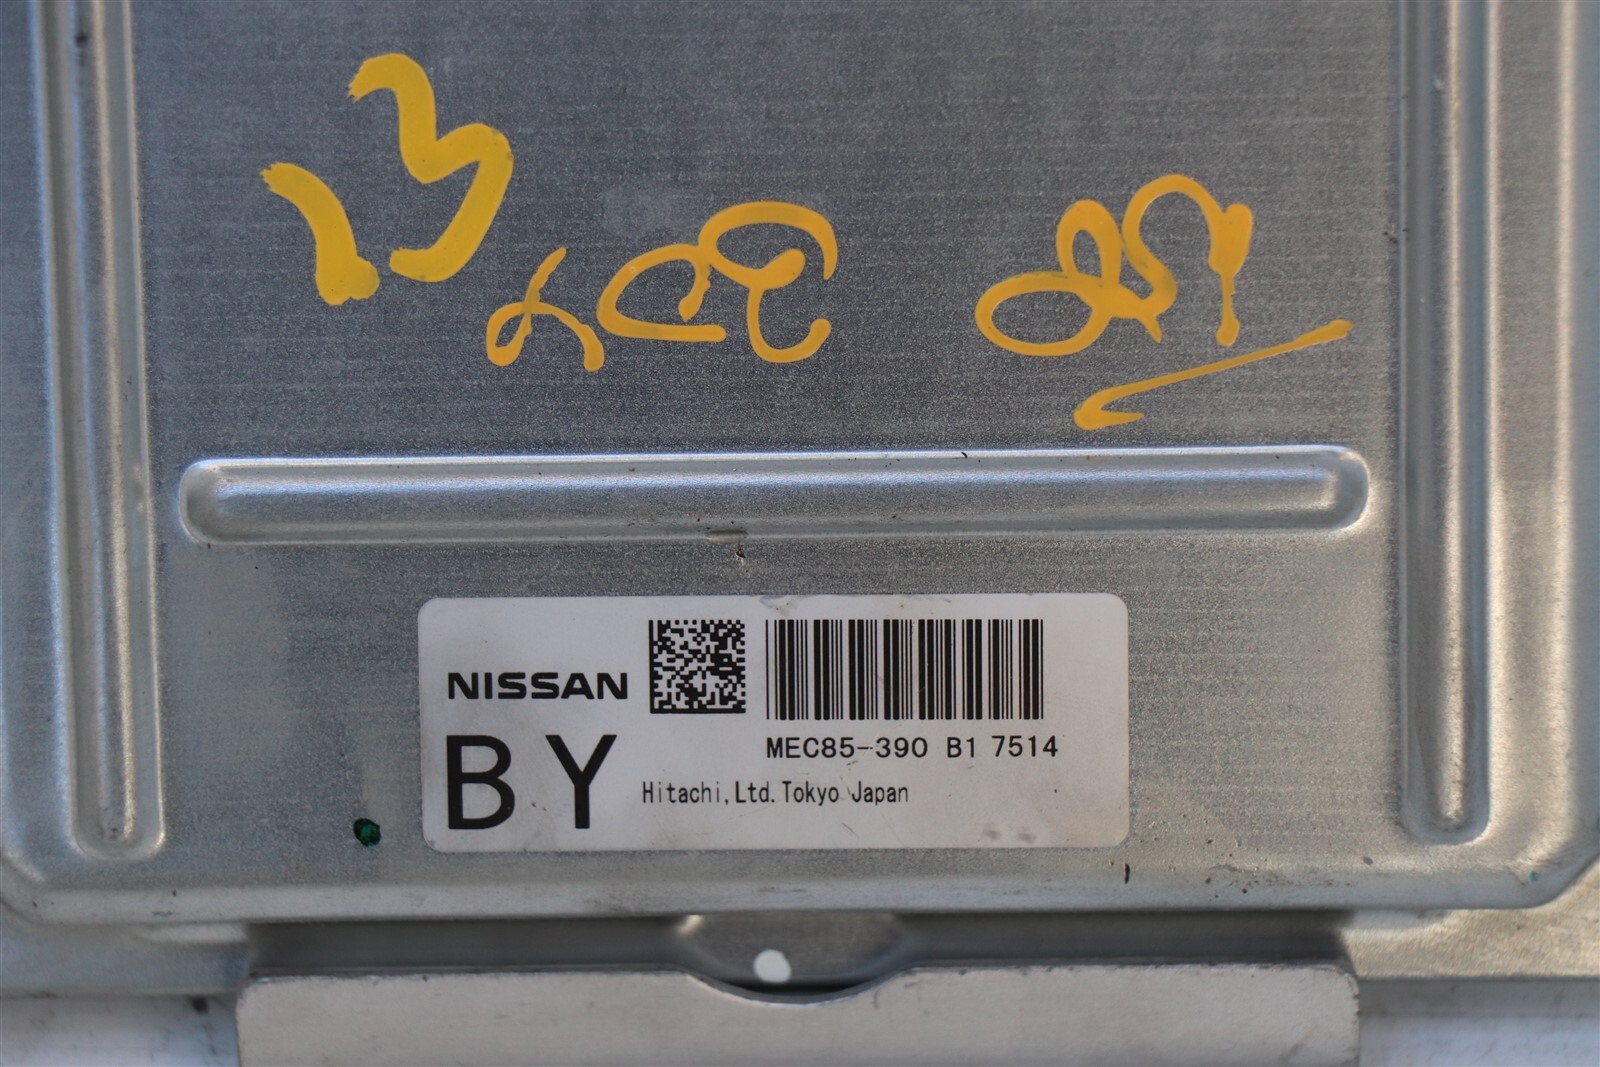 13
NISSAN
BY
MEC85-390 B1 7514
Hitachi,Ltd.Tokyo Japan